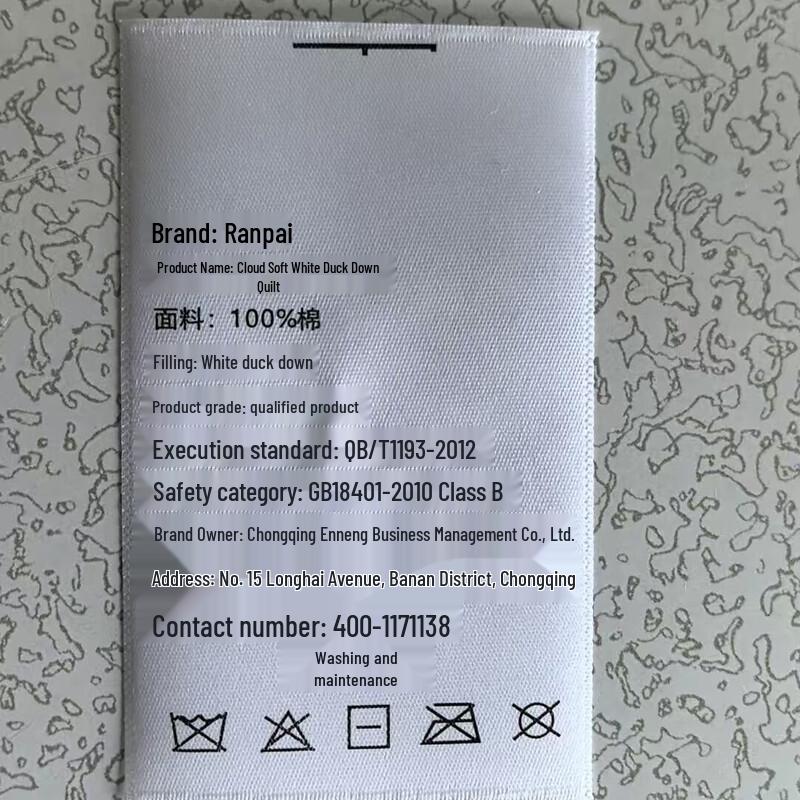 Brand: Ranpai
Product Name: Cloud Soft White Duck Down
Quilt
面料：100%棉
Filling: White duck down
Product grade: qualified product
Execution standard: QB/T1193-2012
Safety category: GB18401-2010 Class B
Brand Owner: Chongqing Enneng Business Management Co., Ltd.
Address: No. 15 Longhai Avenue, Banan District, Chongqing
Contact number: 400-1171138
Washing and
maintenance